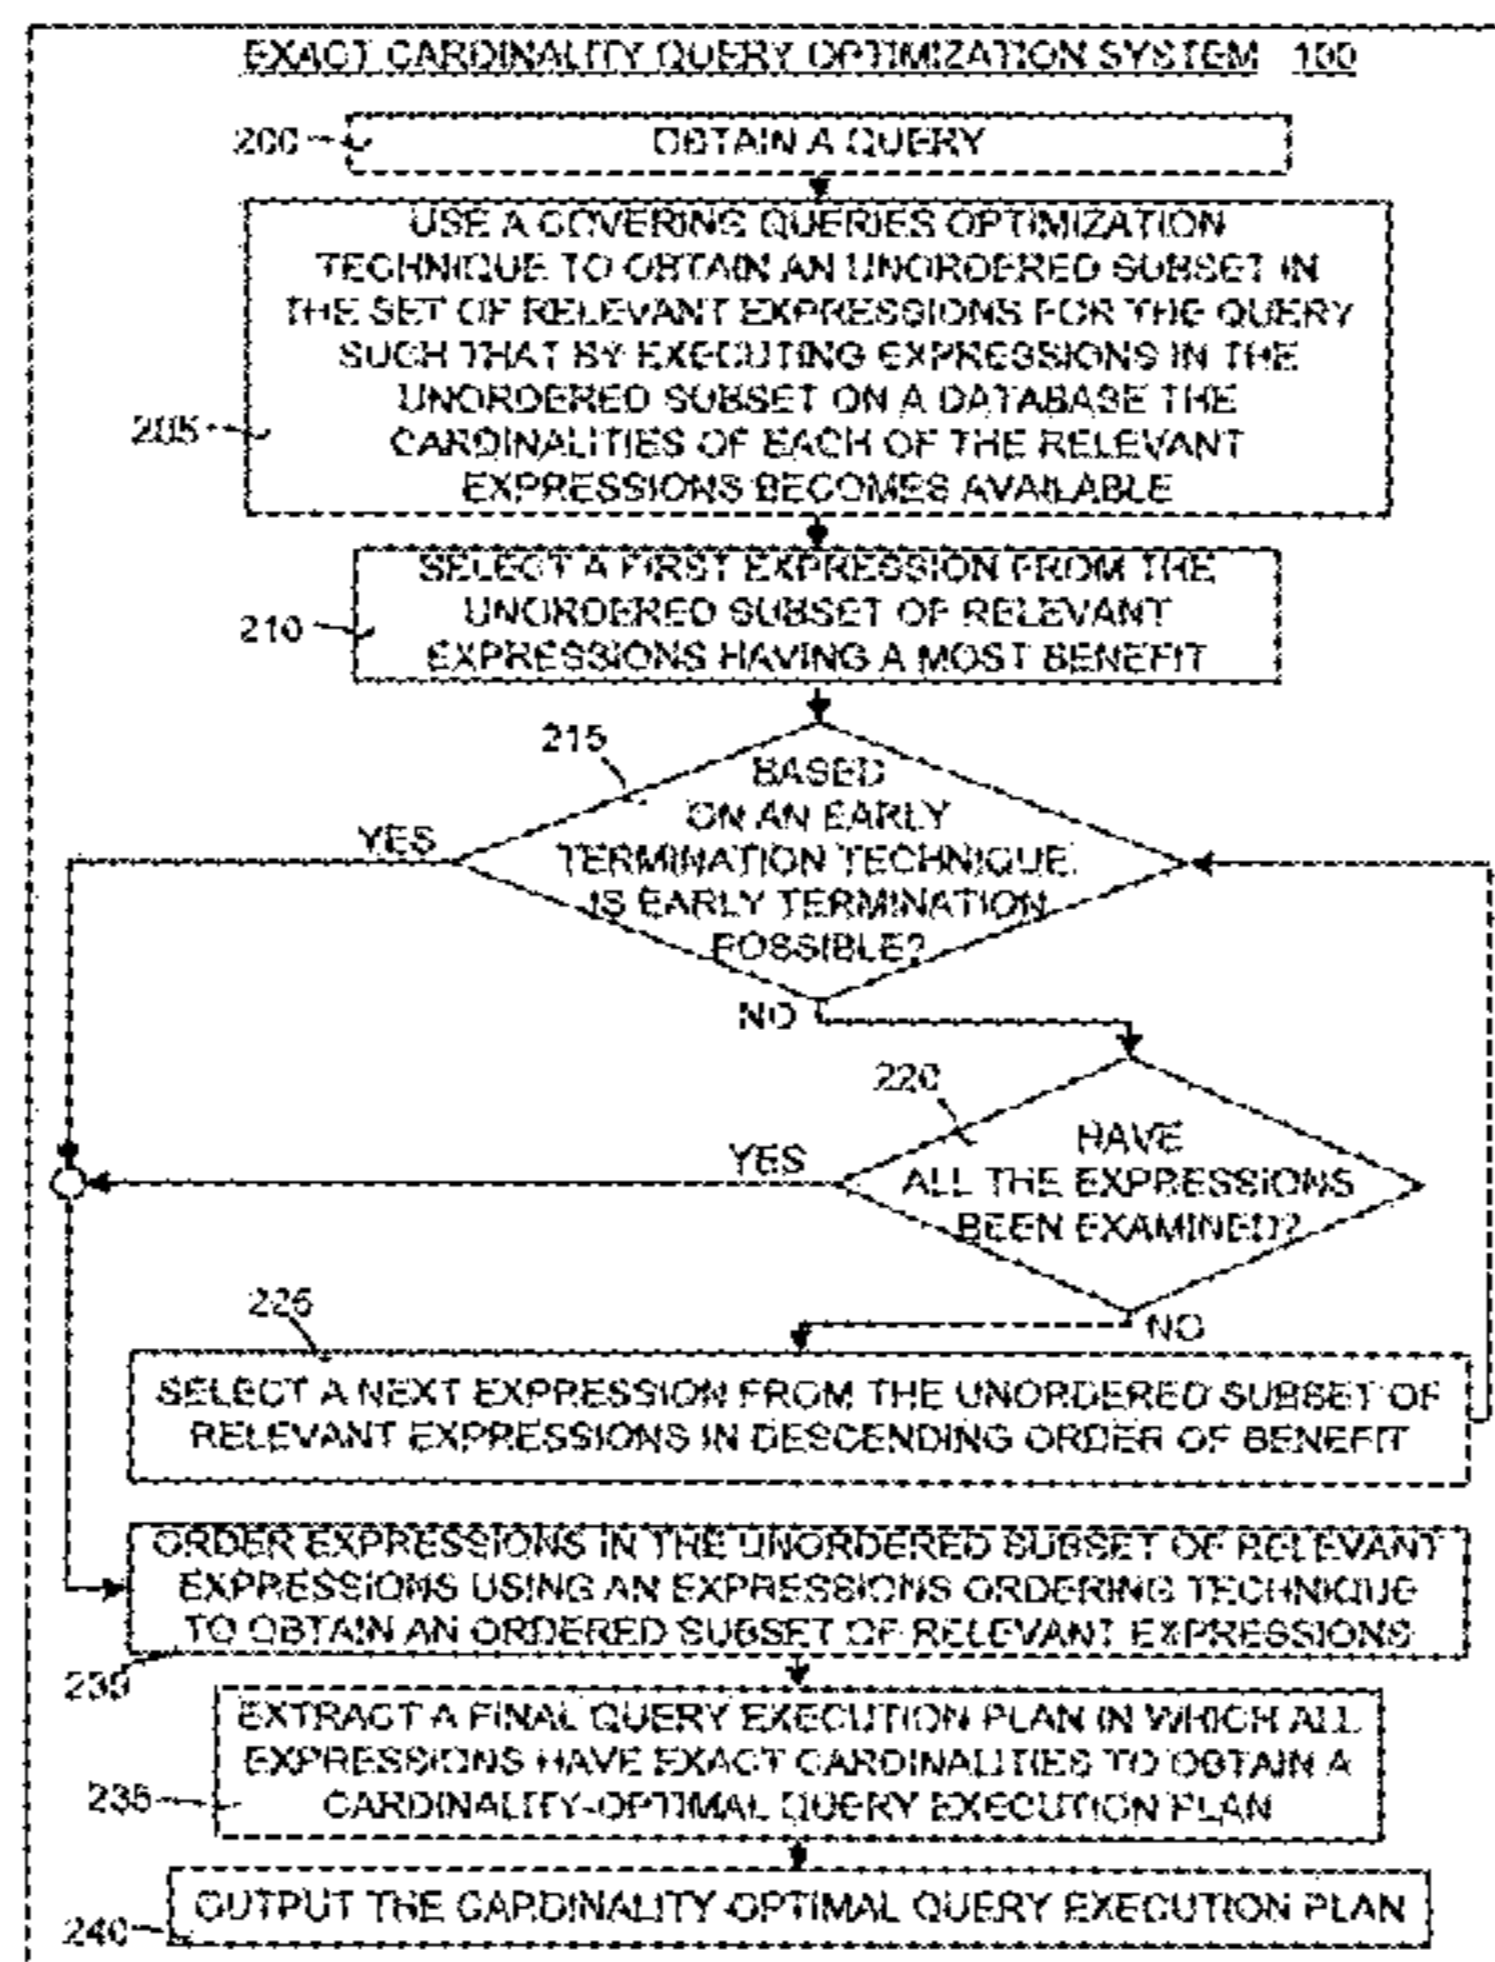 EXACT CARDINALITY QUERY OPTIMIZATION SYSTEM 100
200
OBTAIN A QUERY
USE A COVERING QUERIES OPTIMIZATION
TECHNIQUE TO OBTAIN AN UNORDERED SUBSET IN
THE SET OF RELEVANT EXPRESSIONS FOR THE QUERY
SUCH THAT BY EXECUTING EXPRESSIONS IN THE
UNORDERED SUBSET ON A DATABASE THE
CARDINALITIES OF EACH OF THE RELEVANT
EXPRESSIONS BECOMES AVAILABLE
205
SELECT A FIRST EXPRESSION FROM THE
UNORDERED SUBSET OF RELEVANT
EXPRESSIONS HAVING A MOST BENEFIT
210
215
BASED
ON AN EARLY
TERMINATION TECHNIQUE,
IS EARLY TERMINATION
POSSIBLE?
YES
NO
220
HAVE
ALL THE EXPRESSIONS
BEEN EXAMINED?
YES
NO
225
SELECT A NEXT EXPRESSION FROM THE UNORDERED SUBSET OF
RELEVANT EXPRESSIONS IN DESCENDING ORDER OF BENEFIT
ORDER EXPRESSIONS IN THE UNORDERED SUBSET OF RELEVANT
EXPRESSIONS USING AN EXPRESSIONS ORDERING TECHNIQUE
TO OBTAIN AN ORDERED SUBSET OF RELEVANT EXPRESSIONS
230
EXTRACT A FINAL QUERY EXECUTION PLAN IN WHICH ALL
EXPRESSIONS HAVE EXACT CARDINALITIES TO OBTAIN A
CARDINALITY-OPTIMAL QUERY EXECUTION PLAN
235
OUTPUT THE CARDINALITY-OPTIMAL QUERY EXECUTION PLAN
240